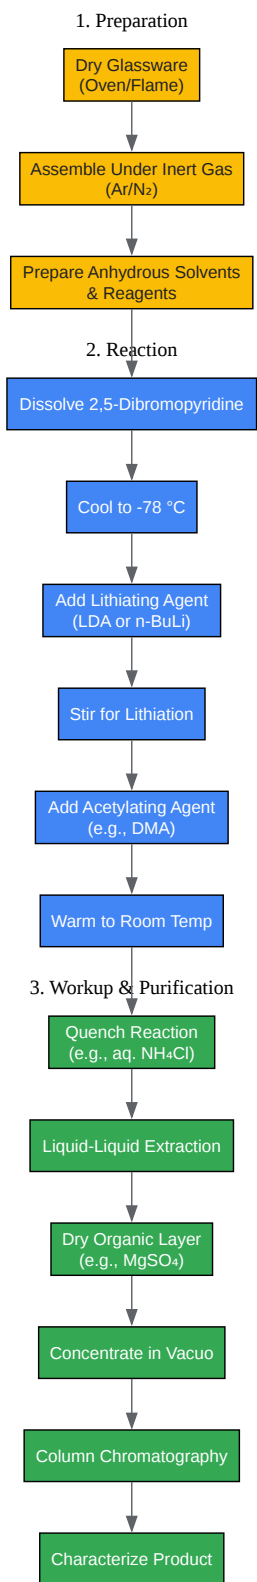 1. Preparation
Dry Glassware
(Oven/Flame)
Assemble Under Inert Gas
(Ar/N₂)
Prepare Anhydrous Solvents
& Reagents
2. Reaction
Dissolve 2,5-Dibromopyridine
Cool to -78 °C
Add Lithiating Agent
(LDA or n-BuLi)
Stir for Lithiation
Add Acetylating Agent
(e.g., DMA)
Warm to Room Temp
3. Workup & Purification
Quench Reaction
(e.g., aq. NH₄Cl)
Liquid-Liquid Extraction
Dry Organic Layer
(e.g., MgSO₄)
Concentrate in Vacuo
Column Chromatography
Characterize Product